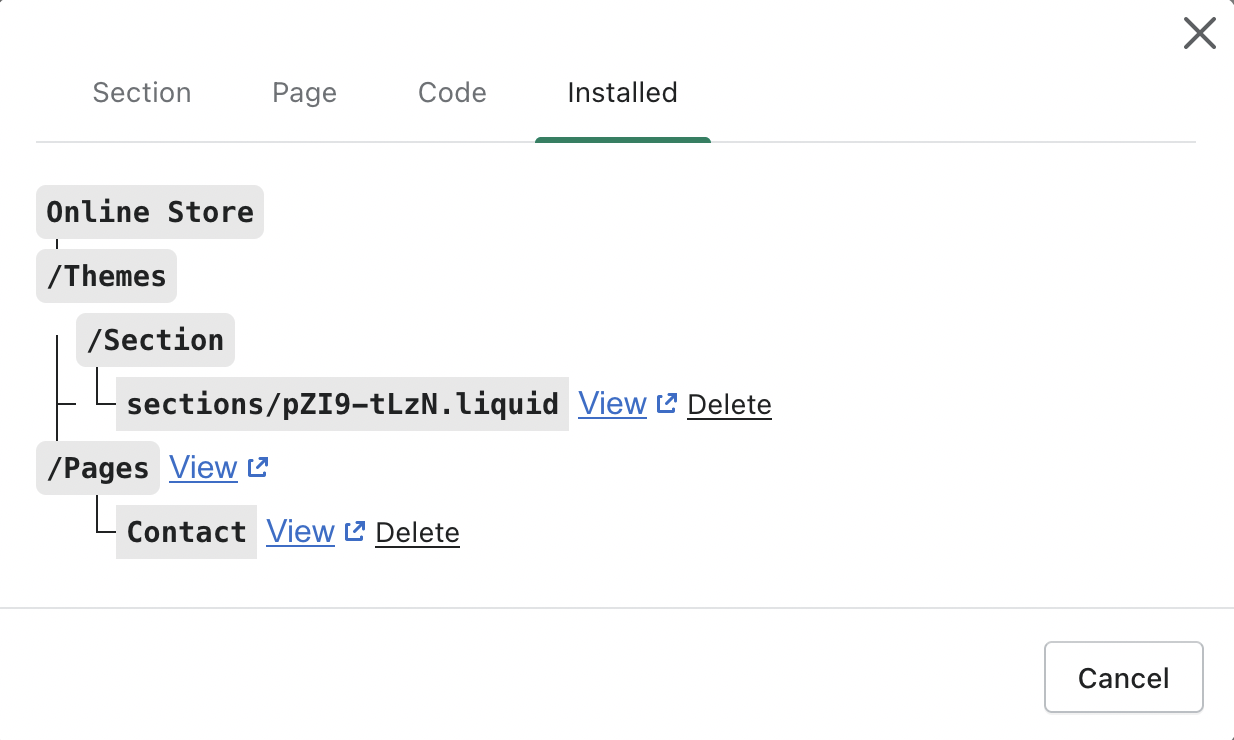 Section Page Code Installed
Online Store
/Themes
/Section
sections/pZI9-tLzN.liquid View Delete
/Pages View
Contact View Delete
Cancel